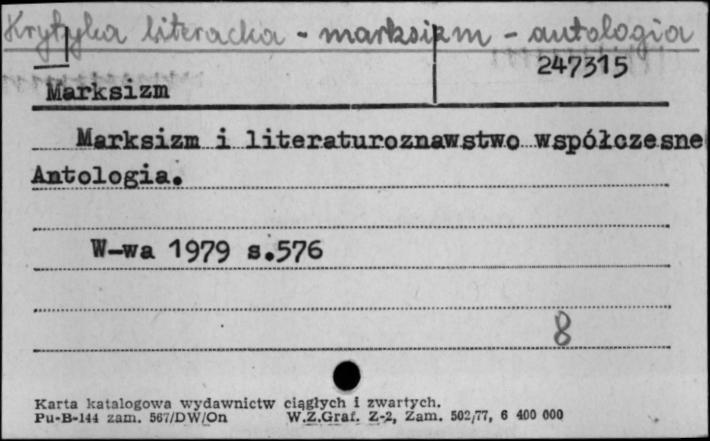 Krytyka literacka - marksizm - antologia
247315
Marksizm
Marksizm i literaturoznawstwo współczesne
Antologia.
W-wa 1979 s.576
8
Karta katalogowa wydawnictw ciągłych i zwartych.
Pu-B-144 zam. 567/DW/On W.Z.Graf. Z-2, Zam. 502/77, 6 400 000